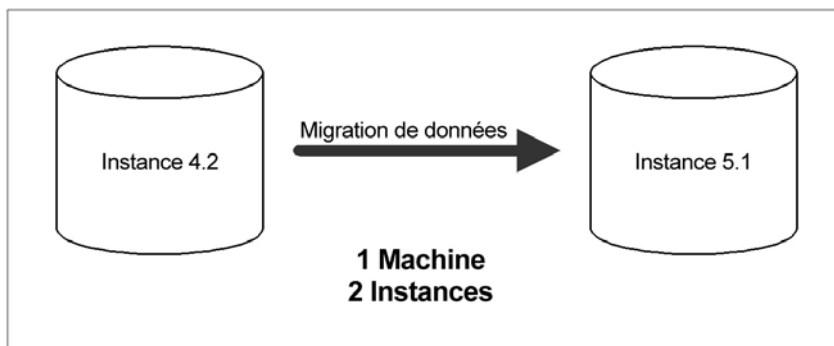 Instance 4.2
Migration de données
Instance 5.1
1 Machine
2 Instances